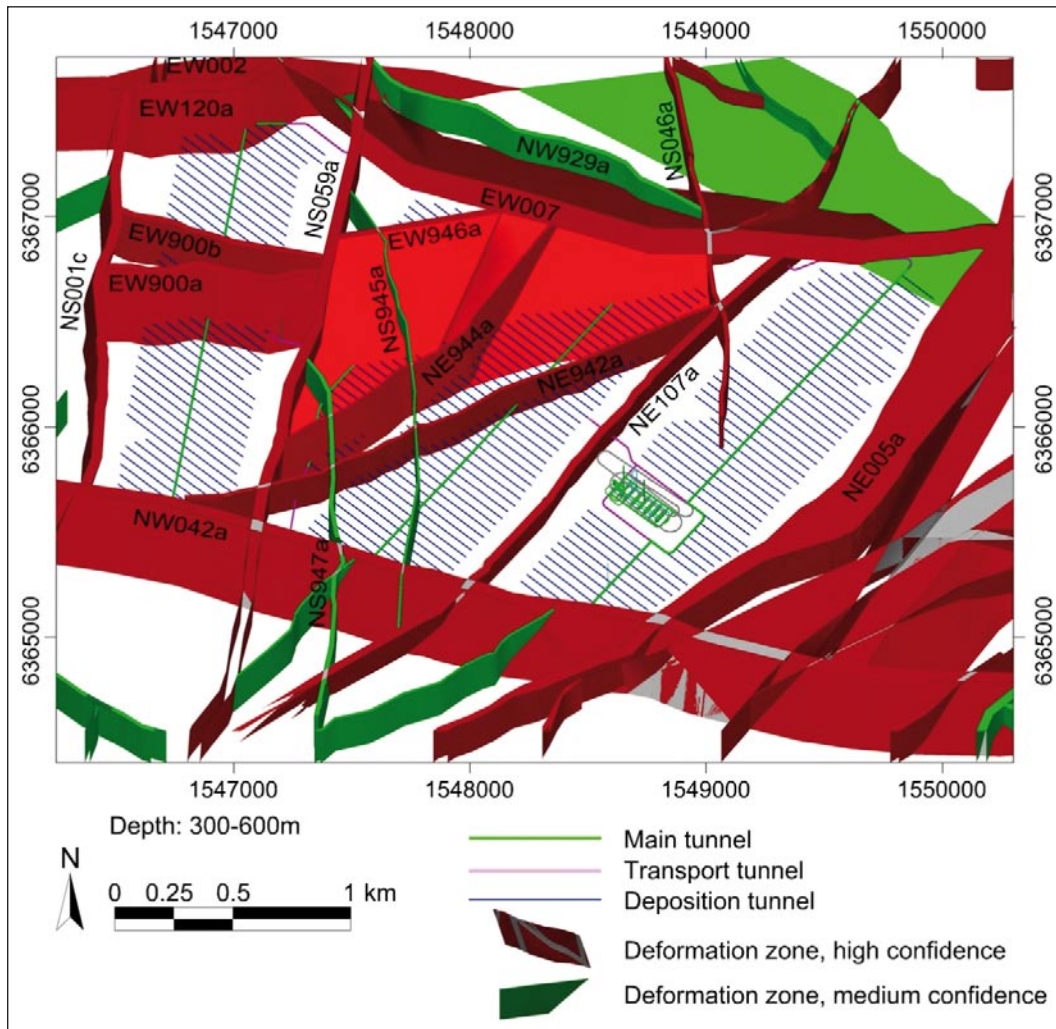 1547000 1548000 1549000 1550000
EW002
EW120a
NS059a
NW929a
NS046a
6367000
6367000
EW007
EW900b
EW946a
NS001c
EW900a
NS945a
NE944a
NE942a
6366000
6366000
NE107a
NE005a
NW042a
NS947a
6365000
6365000
1547000 1548000 1549000 1550000
Depth: 300-600m
N
0 0.25 0.5 1 km
Main tunnel
Transport tunnel
Deposition tunnel
Deformation zone, high confidence
Deformation zone, medium confidence